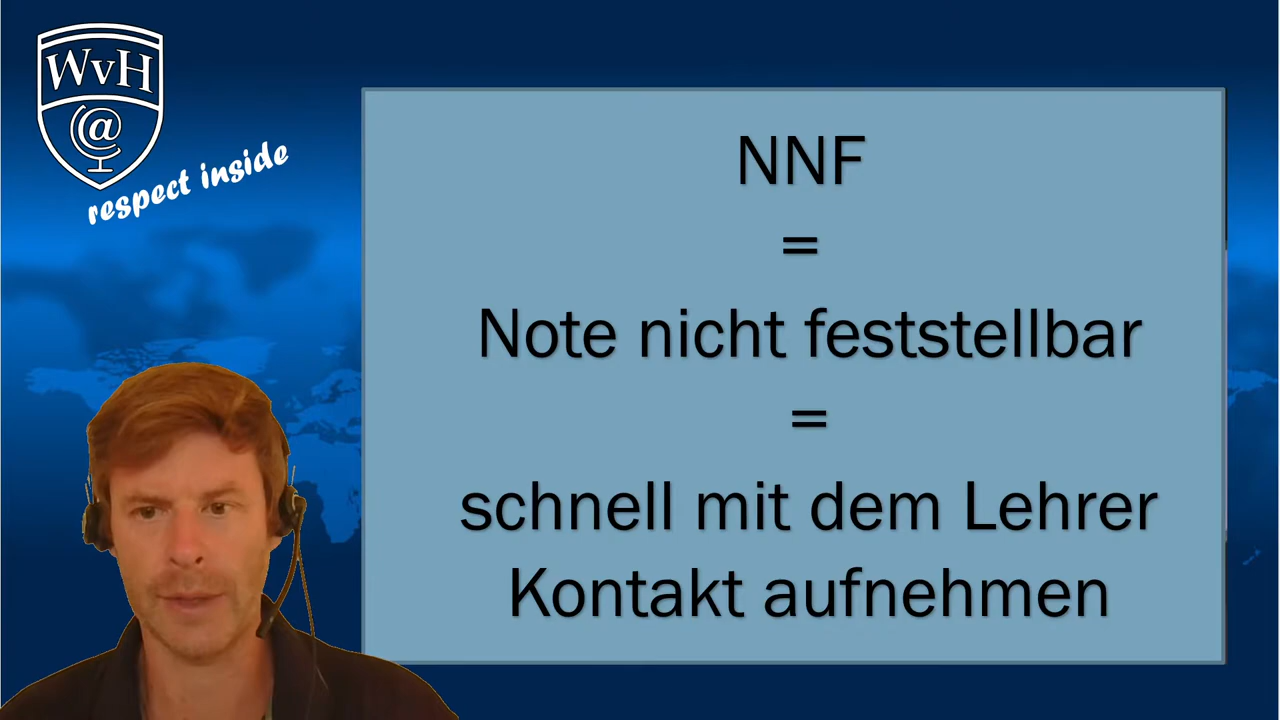 WvH
@
respect inside
NNF
=
Note nicht feststellbar
=
schnell mit dem Lehrer
Kontakt aufnehmen